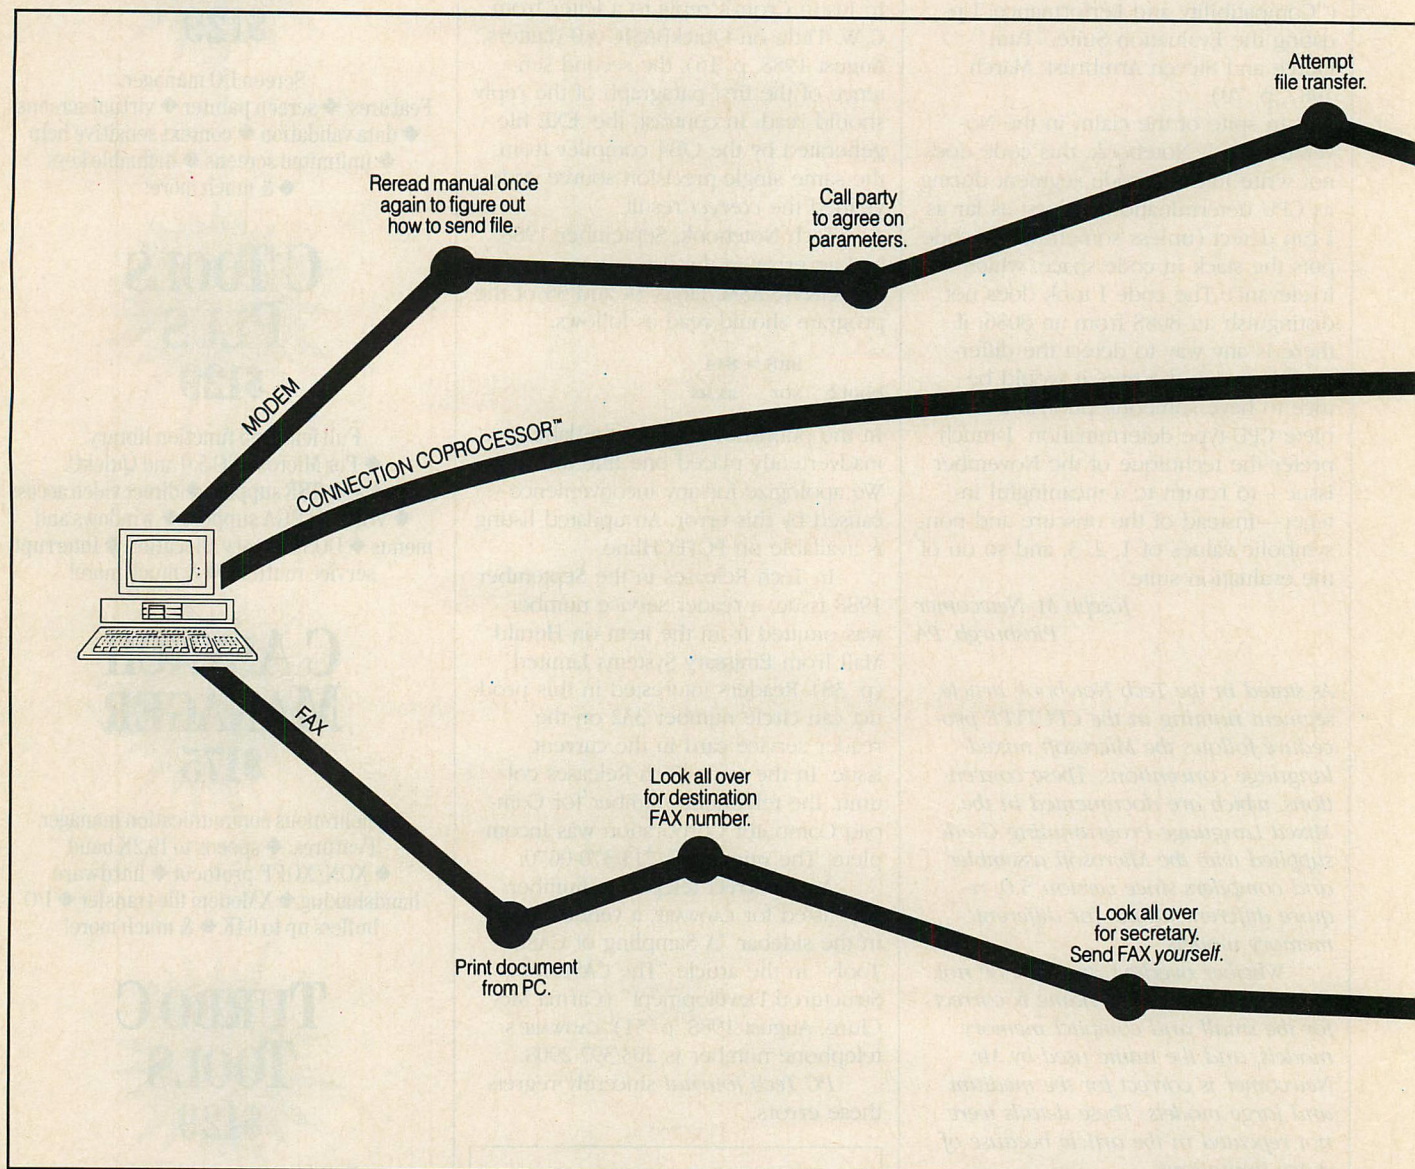 Attempt
file transfer.
Reread manual once
again to figure out
how to send file.
Call party
to agree on
parameters.
MODEM
CONNECTION COPROCESSOR™
FAX
Look all over
for destination
FAX number.
Print document
from PC.
Look all over
for secretary.
Send FAX yourself.